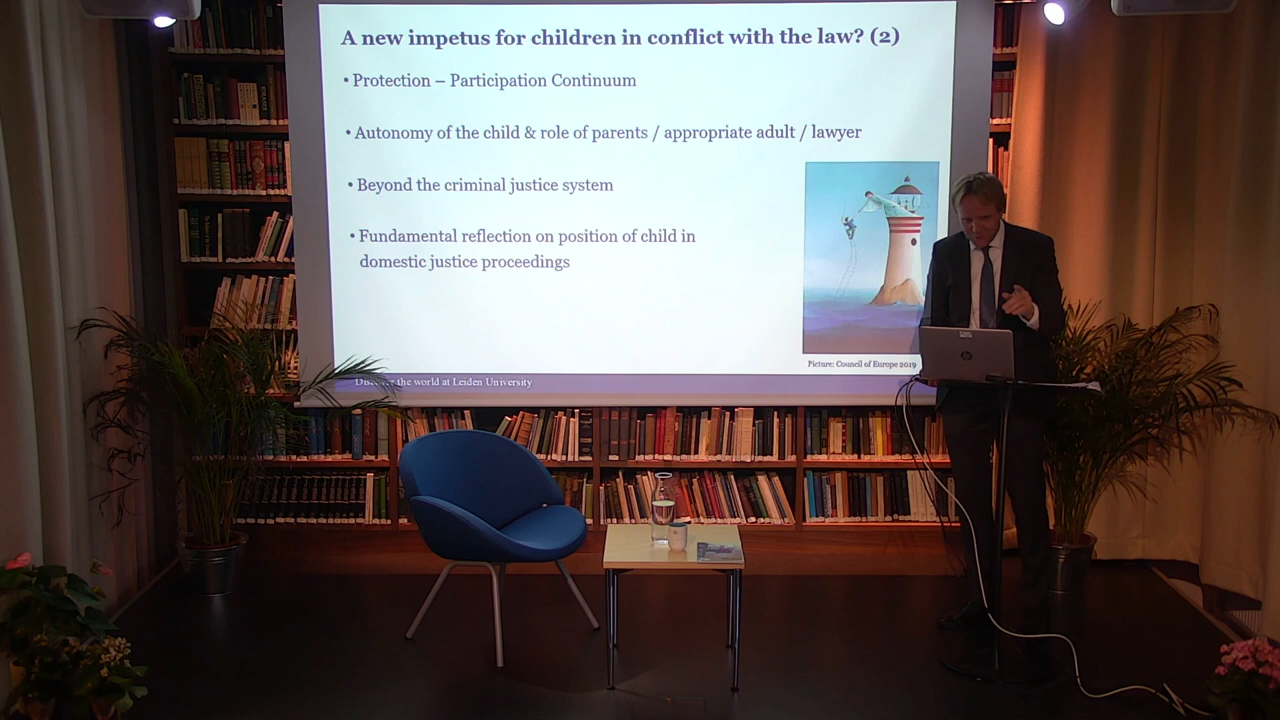 A new impetus for children in conflict with the law? (2)
• Protection – Participation Continuum
• Autonomy of the child & role of parents / appropriate adult / lawyer
• Beyond the criminal justice system
• Fundamental reflection on position of child in
domestic justice proceedings
Picture: Council of Europe 2019
Discover the world at Leiden University
hp